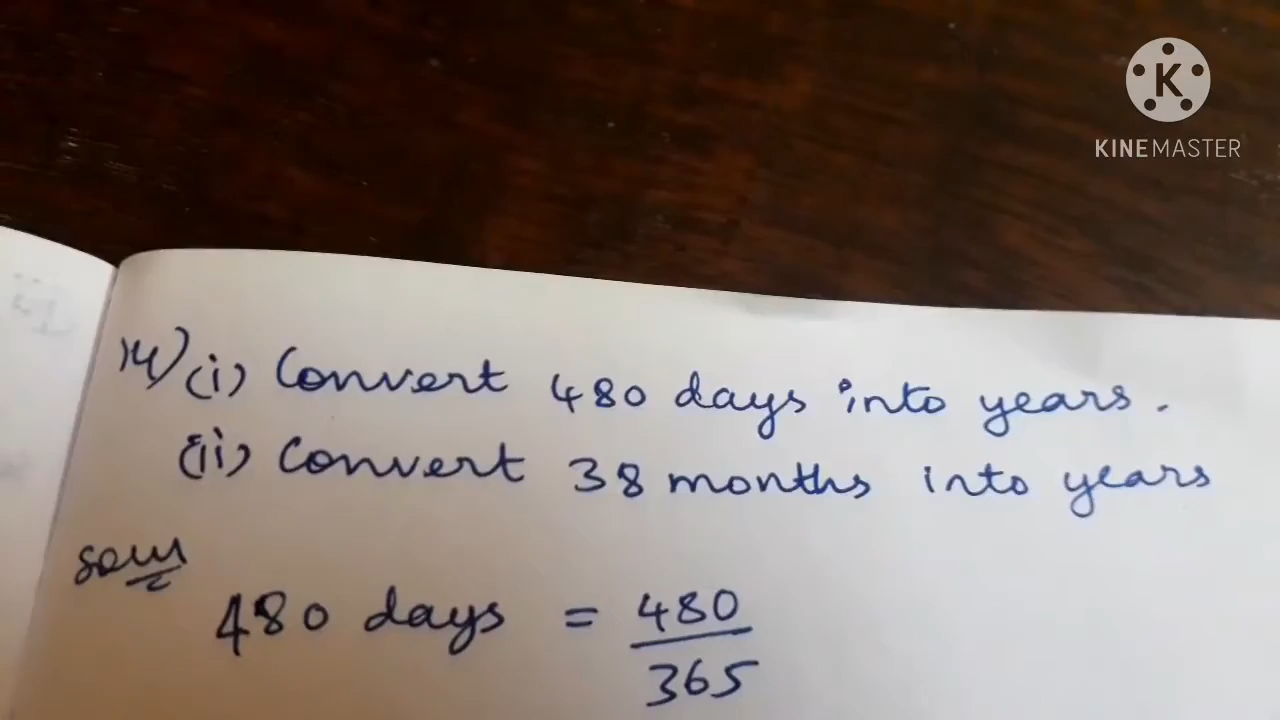 K
KINEMASTER
14) (i) Convert 480 days into years.
(ii) Convert 38 months into years
Soln
480 days = 480/365